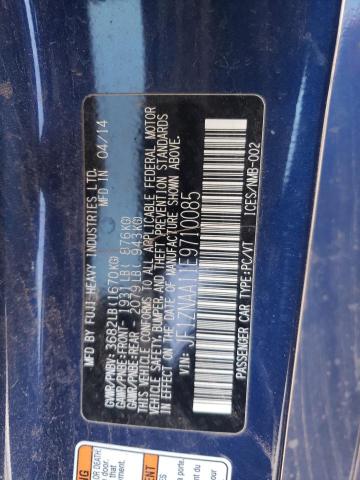 MFD BY FUJI HEAVY INDUSTRIES LTD.
MFD IN 04/14
GVWR/PNBV: 3682LB(1670KG)
GAWR/PNBE:FRONT-1931LB( 876KG)
GAWR/PNBE:REAR - 2079LB( 943KG)
THIS VEHICLE CONFORMS TO ALL APPLICABLE FEDERAL MOTOR
VEHICLE SAFETY, BUMPER, AND THEFT PREVENTION STANDARDS
IN EFFECT ON THE DATE OF MANUFACTURE SHOWN ABOVE.
VIN: JF1ZNAA11E9710085
PASSENGER CAR TYPE:PC/VT ICES/NMB-002
OR DEATH: